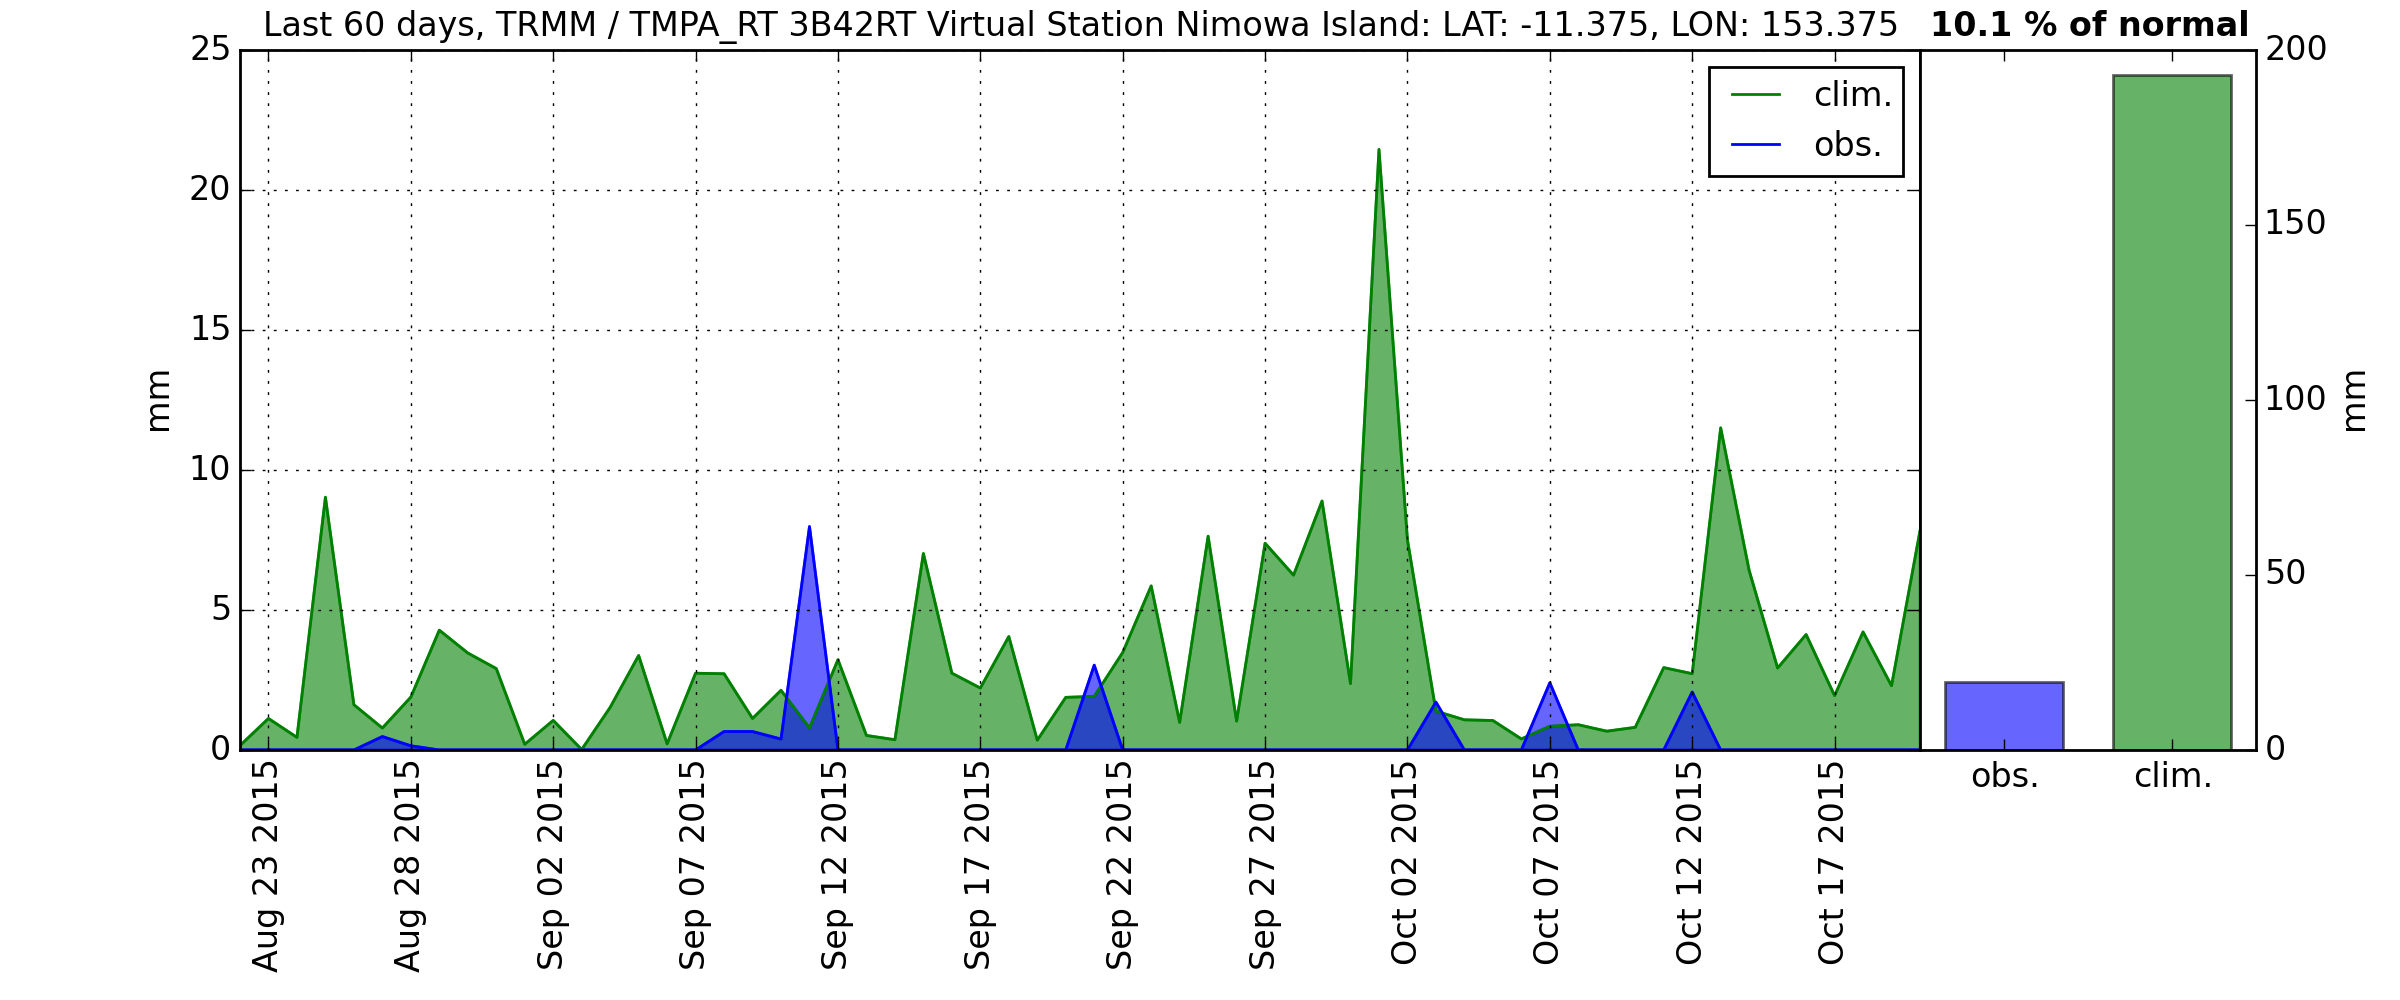 Last 60 days, TRMM / TMPA_RT 3B42RT Virtual Station Nimowa Island: LAT: -11.375, LON: 153.375
10.1 % of normal
25
20
15
10
5
0
mm
clim.
obs.
200
150
100
50
0
mm
Aug 23 2015
Aug 28 2015
Sep 02 2015
Sep 07 2015
Sep 12 2015
Sep 17 2015
Sep 22 2015
Sep 27 2015
Oct 02 2015
Oct 07 2015
Oct 12 2015
Oct 17 2015
obs.
clim.